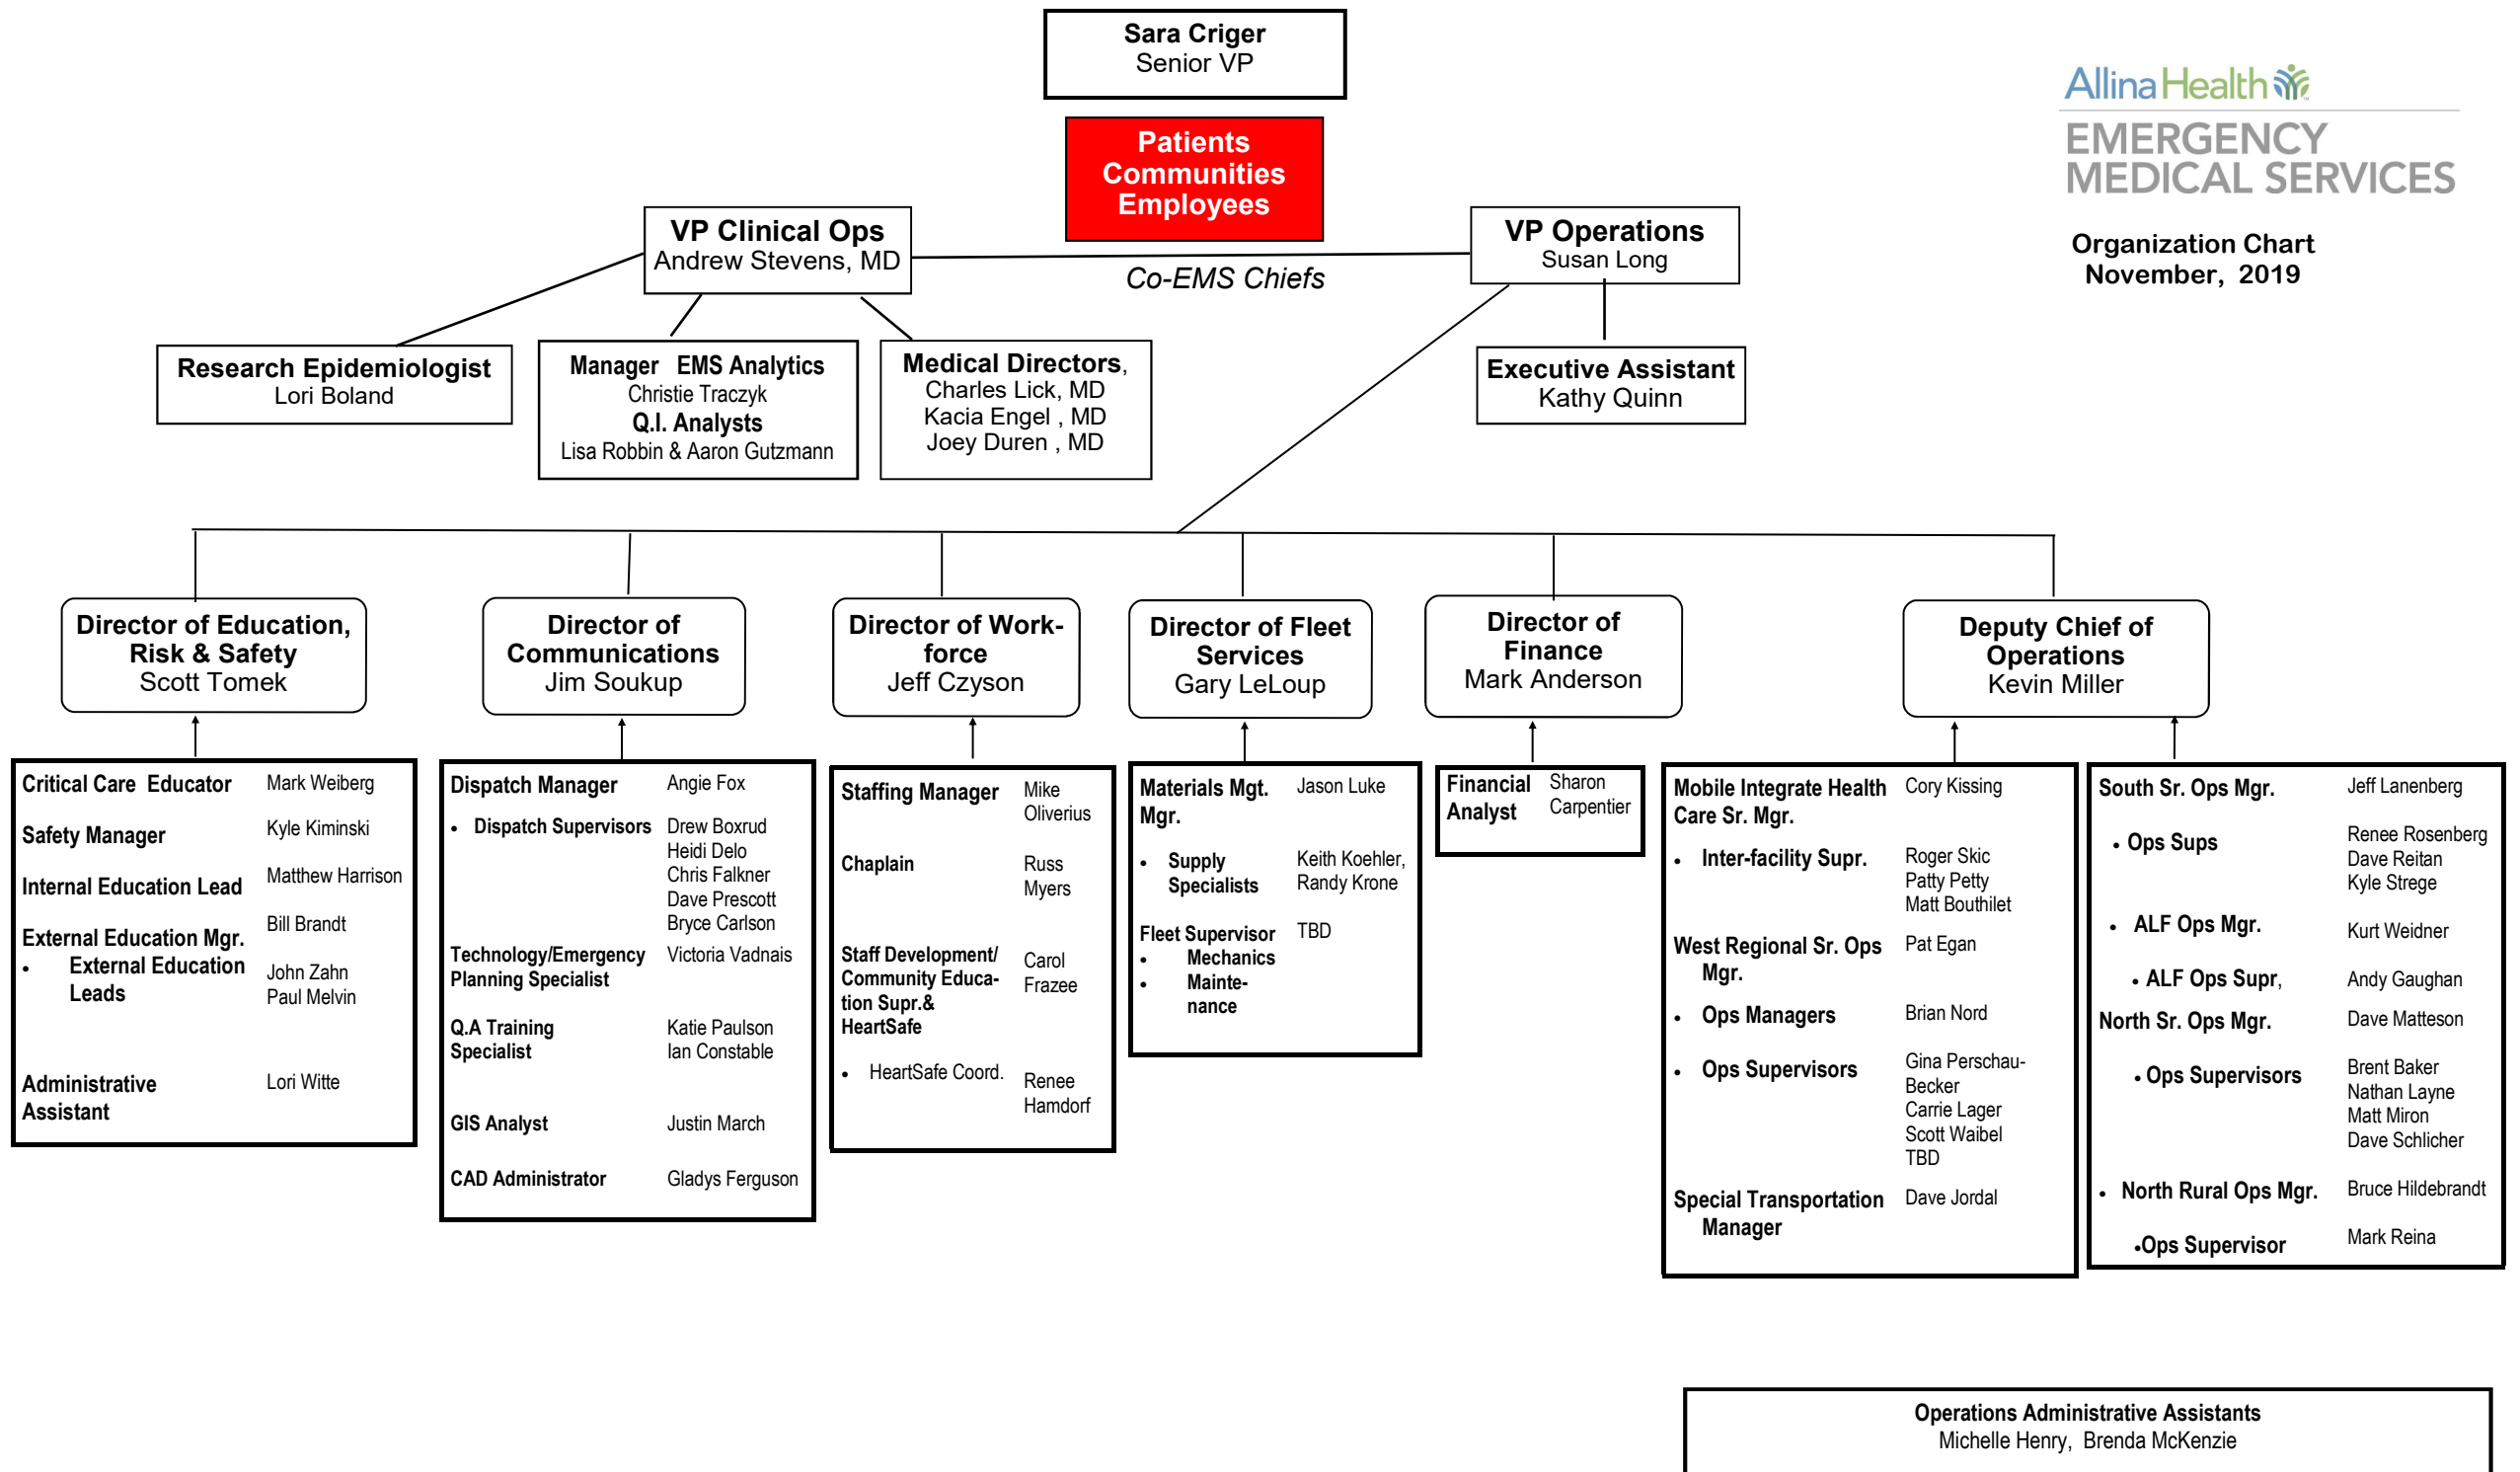 Sara Criger
Senior VP
Patients
Communities
Employees
Allina Health
EMERGENCY
MEDICAL SERVICES
Organization Chart
November, 2019
VP Clinical Ops
Andrew Stevens, MD
Co-EMS Chiefs
VP Operations
Susan Long
Research Epidemiologist
Lori Boland
Manager EMS Analytics
Christie Traczyk
Q.I. Analysts
Lisa Robbin & Aaron Gutzmann
Medical Directors,
Charles Lick, MD
Kacia Engel , MD
Joey Duren , MD
Executive Assistant
Kathy Quinn
Director of Education,
Risk & Safety
Scott Tomek
Director of
Communications
Jim Soukup
Director of Work-
force
Jeff Czyson
Director of Fleet
Services
Gary LeLoup
Director of
Finance
Mark Anderson
Deputy Chief of
Operations
Kevin Miller
Critical Care Educator Mark Weiberg
Safety Manager Kyle Kiminski
Internal Education Lead Matthew Harrison
External Education Mgr. Bill Brandt
• External Education John Zahn
Leads Paul Melvin
Administrative Lori Witte
Assistant
Dispatch Manager Angie Fox
• Dispatch Supervisors Drew Boxrud
Heidi Delo
Chris Falkner
Dave Prescott
Bryce Carlson
Technology/Emergency Victoria Vadnais
Planning Specialist
Q.A Training Katie Paulson
Specialist Ian Constable
GIS Analyst Justin March
CAD Administrator Gladys Ferguson
Staffing Manager Mike
Oliverius
Chaplain Russ
Myers
Staff Development/ Carol
Community Educa- Frazee
tion Supr.&
HeartSafe
• HeartSafe Coord. Renee
Hamdorf
Materials Mgt. Jason Luke
Mgr.
• Supply Keith Koehler,
Specialists Randy Krone
Fleet Supervisor TBD
• Mechanics
• Mainte-
nance
Financial Sharon
Analyst Carpentier
Mobile Integrate Health Cory Kissing
Care Sr. Mgr.
• Inter-facility Supr. Roger Skic
Patty Petty
Matt Bouthilet
West Regional Sr. Ops Pat Egan
Mgr.
• Ops Managers Brian Nord
• Ops Supervisors Gina Perschau-
Becker
Carrie Lager
Scott Waibel
TBD
Special Transportation Dave Jordal
Manager
South Sr. Ops Mgr. Jeff Lanenberg
• Ops Sups Renee Rosenberg
Dave Reitan
Kyle Strege
• ALF Ops Mgr. Kurt Weidner
• ALF Ops Supr, Andy Gaughan
North Sr. Ops Mgr. Dave Matteson
• Ops Supervisors Brent Baker
Nathan Layne
Matt Miron
Dave Schlicher
• North Rural Ops Mgr. Bruce Hildebrandt
•Ops Supervisor Mark Reina
Operations Administrative Assistants
Michelle Henry, Brenda McKenzie